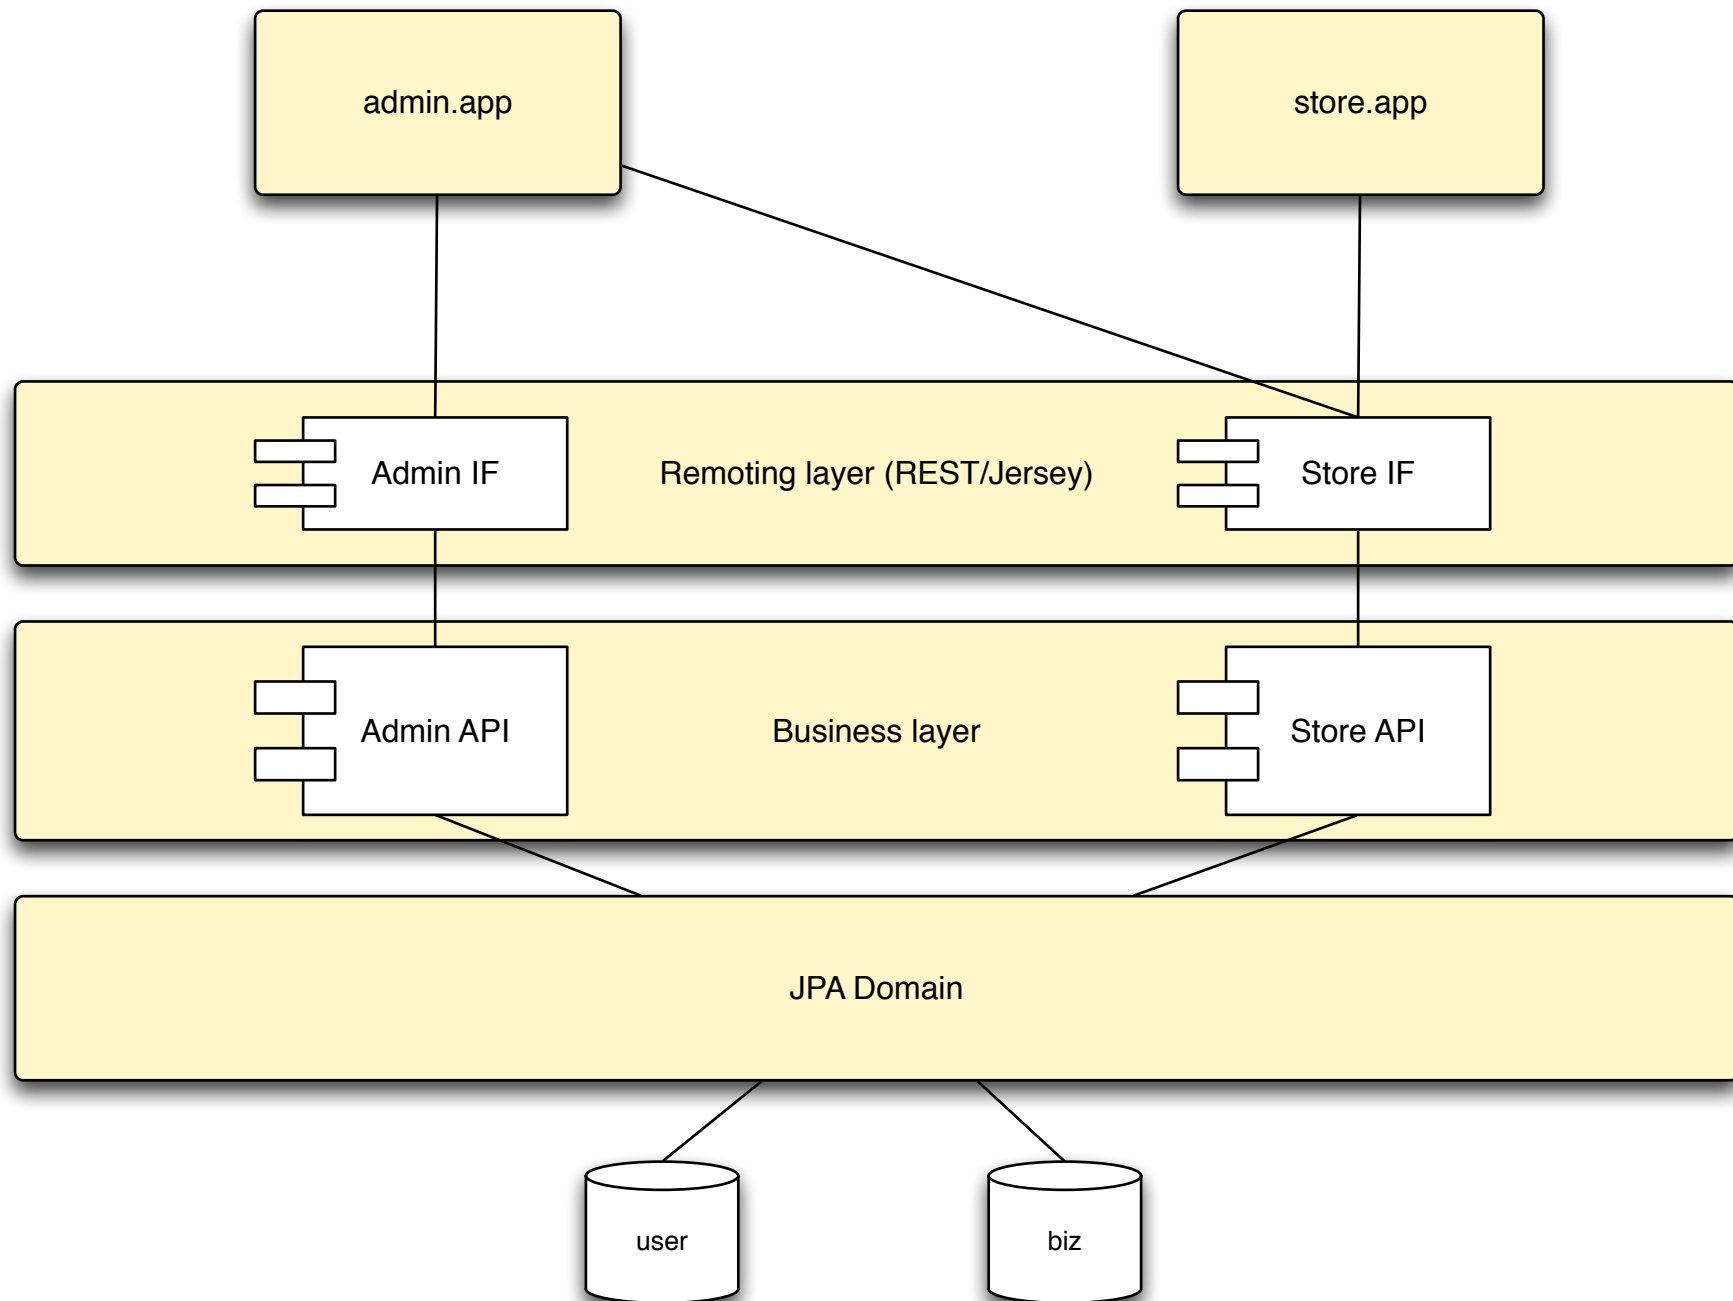 admin.app
store.app
Admin IF
Remoting layer (REST/Jersey)
Store IF
Admin API
Business layer
Store API
JPA Domain
user
biz